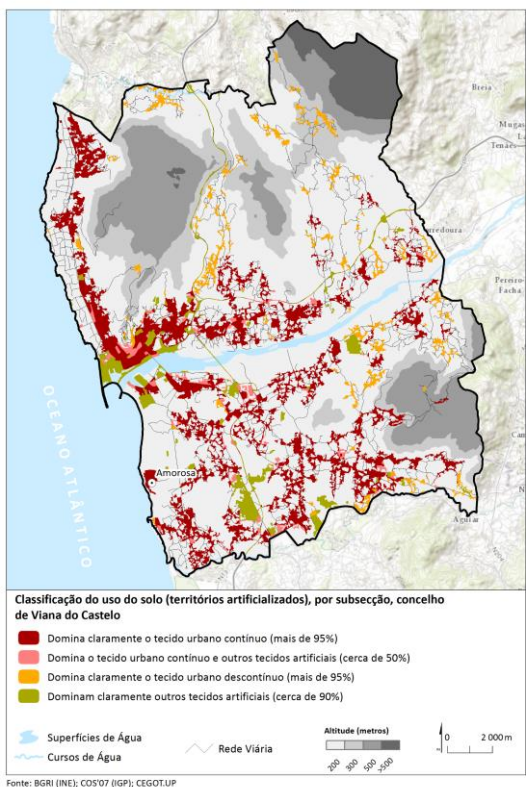 Breia
Tenaes
Pereiro-
Facha
OCEANO ATLÂNTICO
Amorosa
Aguiar
Classificação do uso do solo (territórios artificializados), por subsecção, concelho
de Viana do Castelo
Domina claramente o tecido urbano contínuo (mais de 95%)
Domina o tecido urbano contínuo e outros tecidos artificiais (cerca de 50%)
Domina claramente o tecido urbano descontínuo (mais de 95%)
Dominam claramente outros tecidos artificiais (cerca de 90%)
Superfícies de Água
Cursos de Água
Rede Viária
Altitude (metros)
200 300 500 >500
0 2 000 m
Fonte: BGRI (INE); COS'07 (IGP); CEGOT.UP